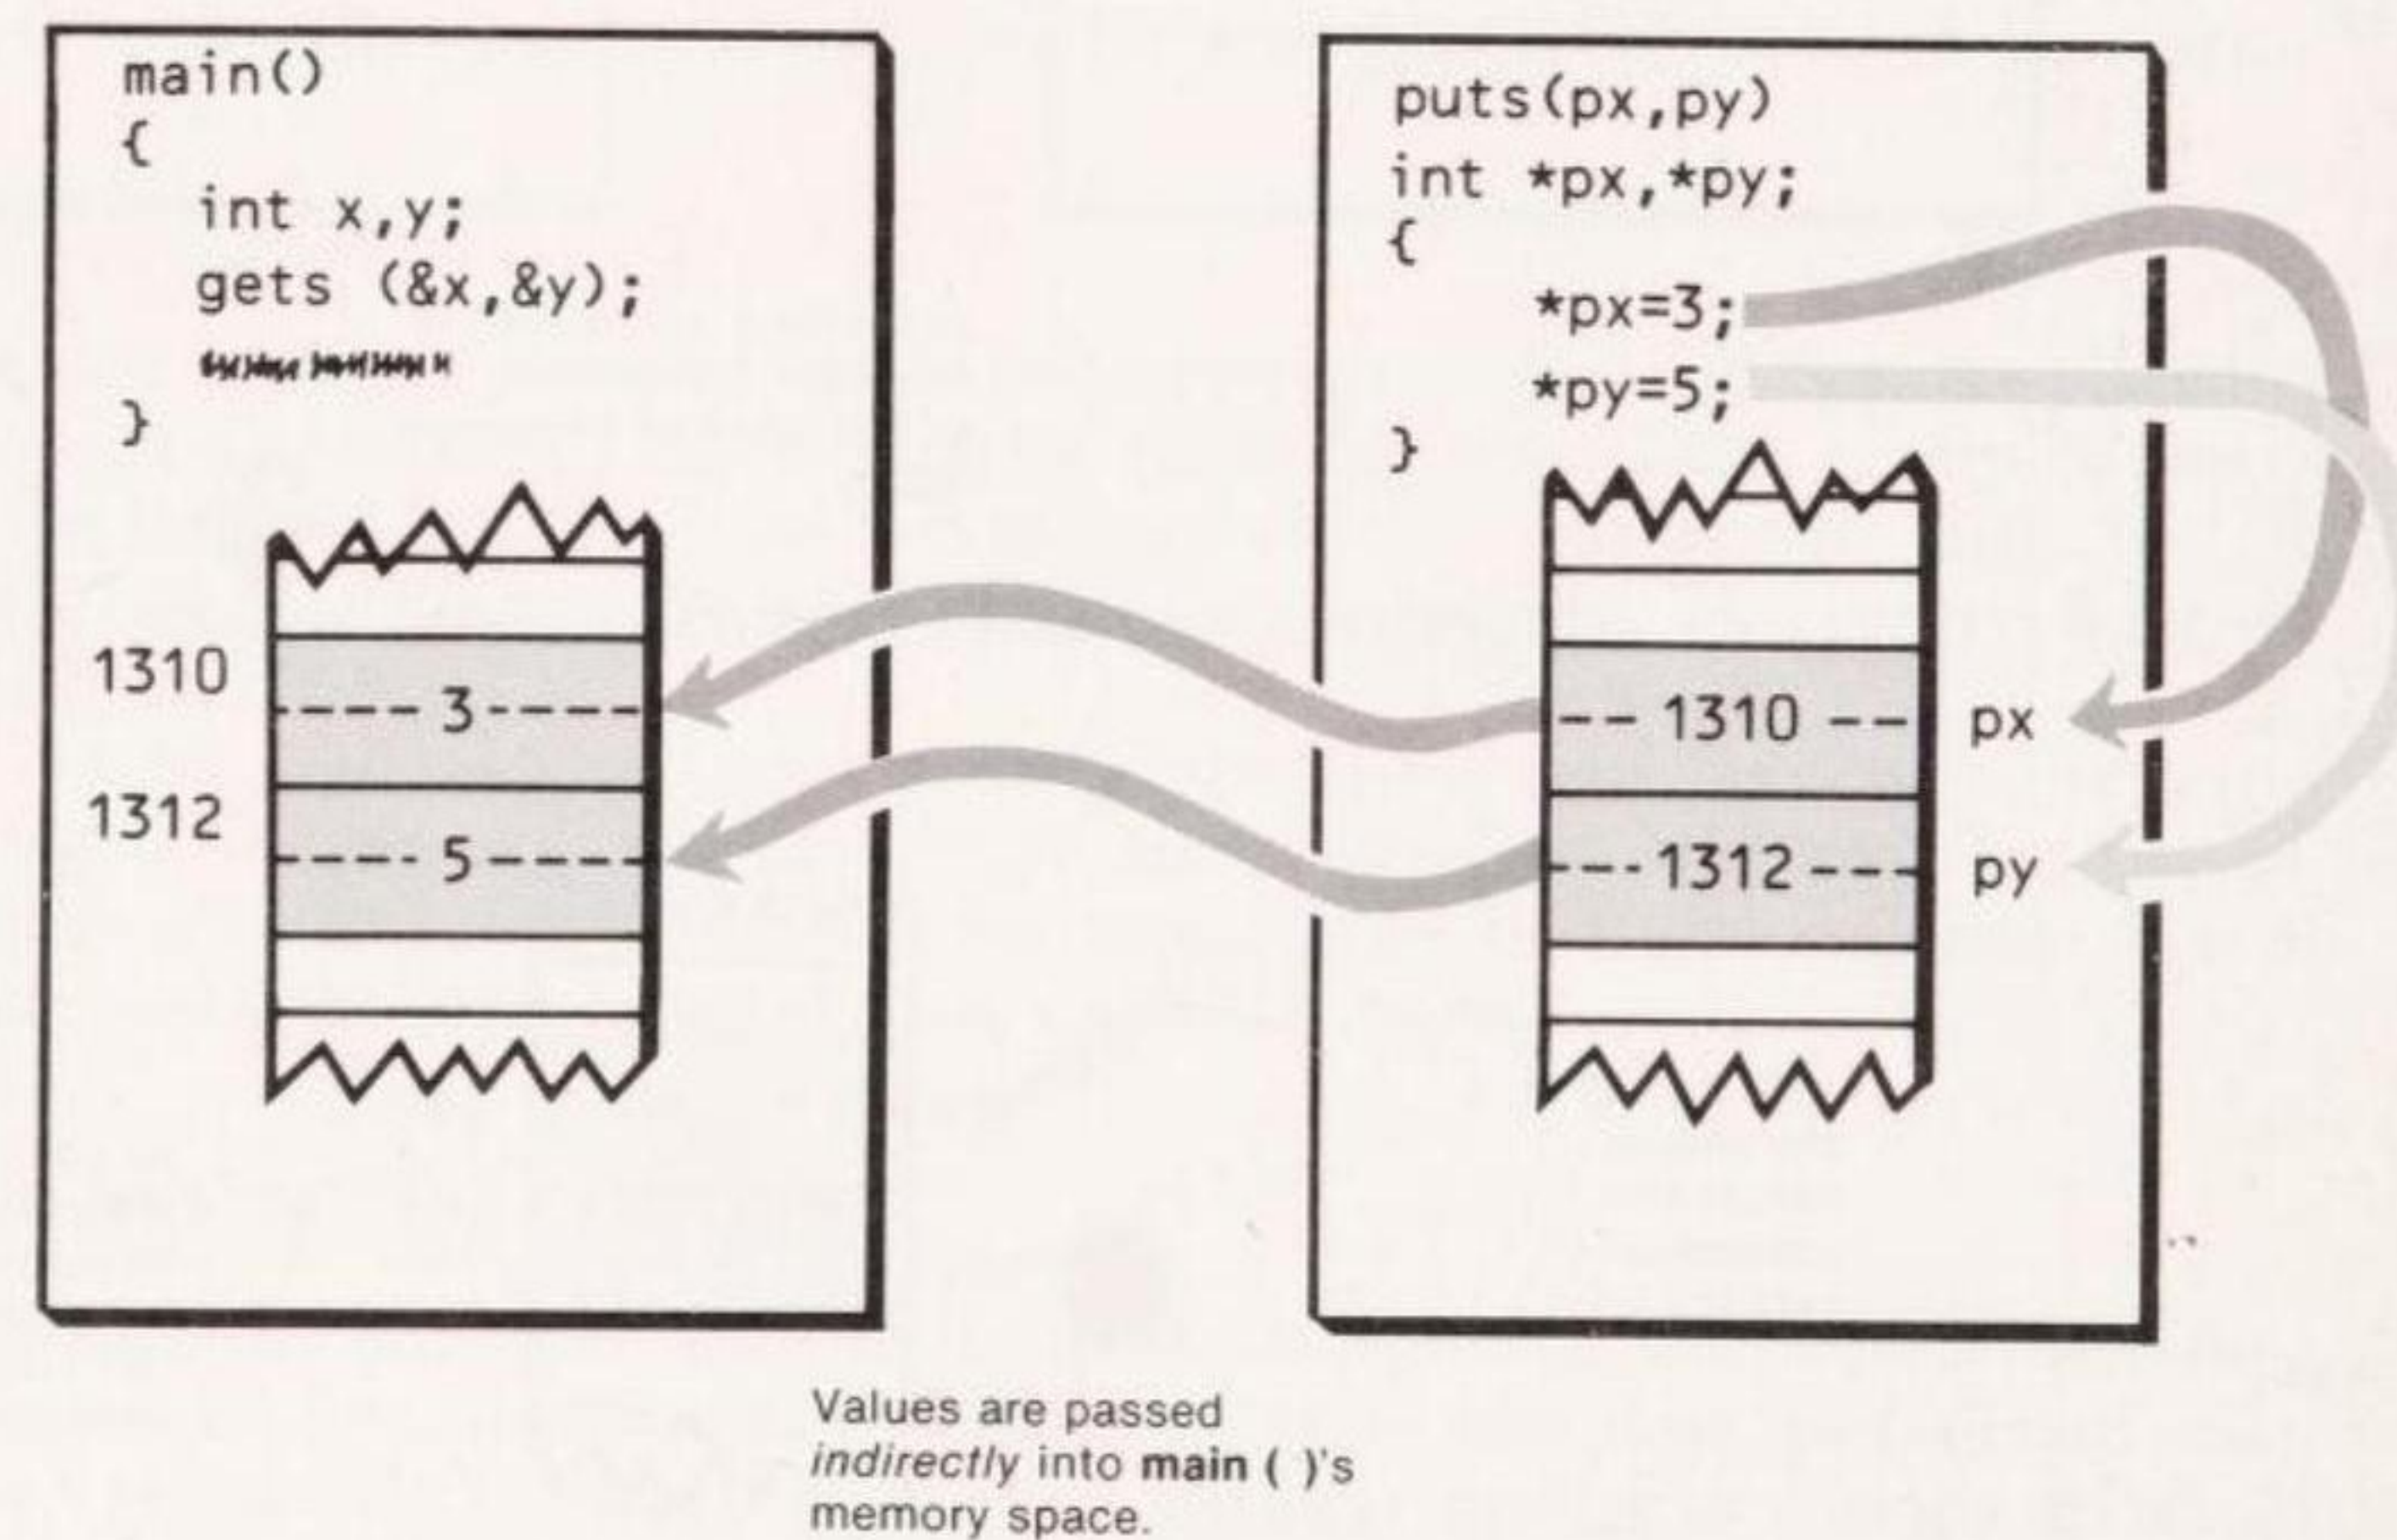 main()
{
int x,y;
gets (&x,&y);
}
1310
---- 3 ----
1312
---- 5 ----
puts(px,py)
int *px,*py;
{
*px=3;
*py=5;
}
-- 1310 -- px
--- 1312 --- py
Values are passed
indirectly into main ( )'s
memory space.